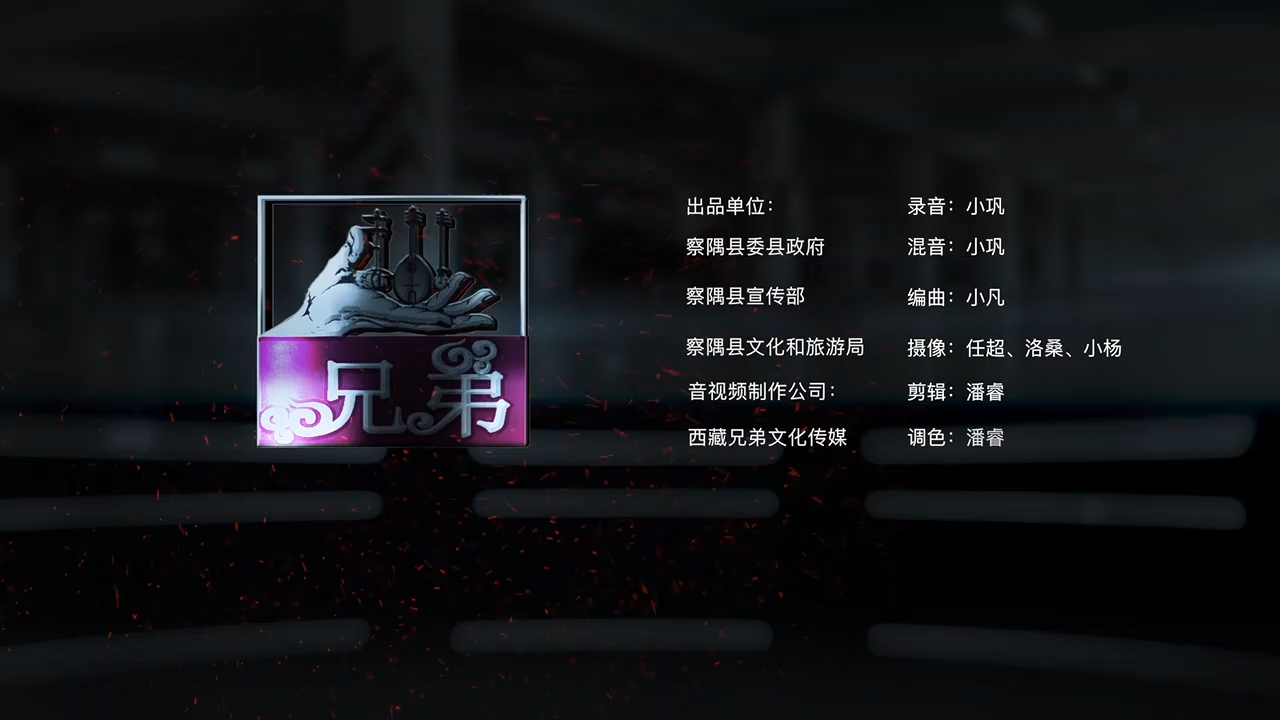 兄弟
出品单位：
察隅县委县政府
察隅县宣传部
察隅县文化和旅游局
音视频制作公司：
西藏兄弟文化传媒
录音：小巩
混音：小巩
编曲：小凡
摄像：任超、洛桑、小杨
剪辑：潘睿
调色：潘睿